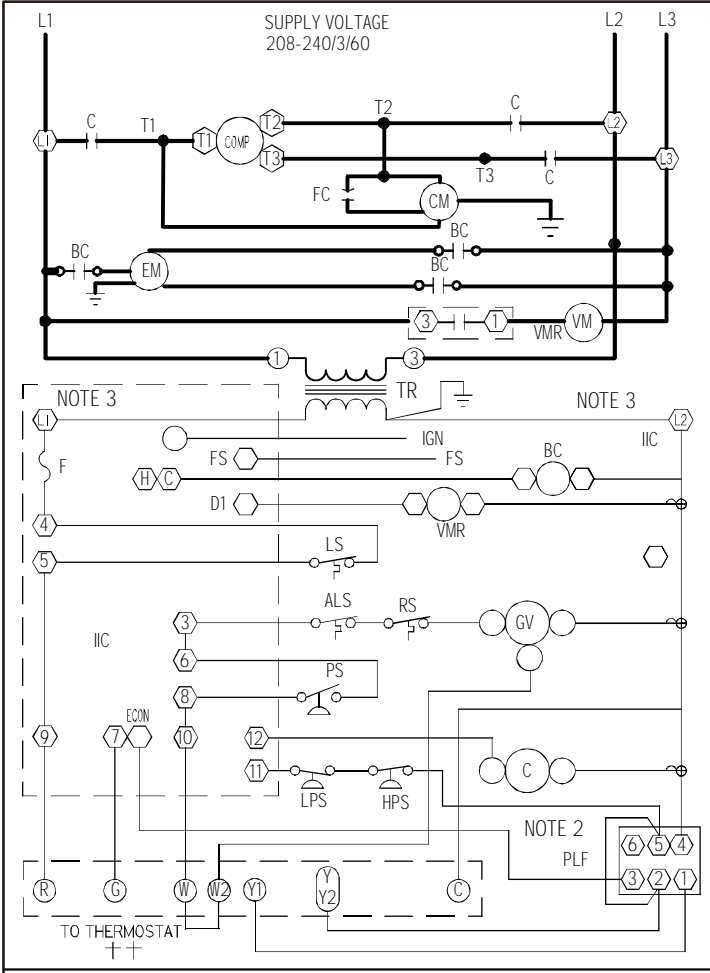 L1 SUPPLY VOLTAGE L2 L3
208-240/3/60
C T1 T2 C
L1 T1 COMP T2 L2
T3 T3 C L3
FC CM
BC BC
EM BC
3 1 VMR VM
1 3
TR
NOTE 3 NOTE 3
L1 IGN L2
IIC
F FS FS BC
H C
D1 VMR
4
LS
5
ALS RS
3 GV
IIC
6
PS
8
ECON
9 7 10 12
11 LPS HPS C
NOTE 2
PLF 6 5 4
3 2 1
R G W W2 Y1 Y Y2 C
TO THERMOSTAT
++